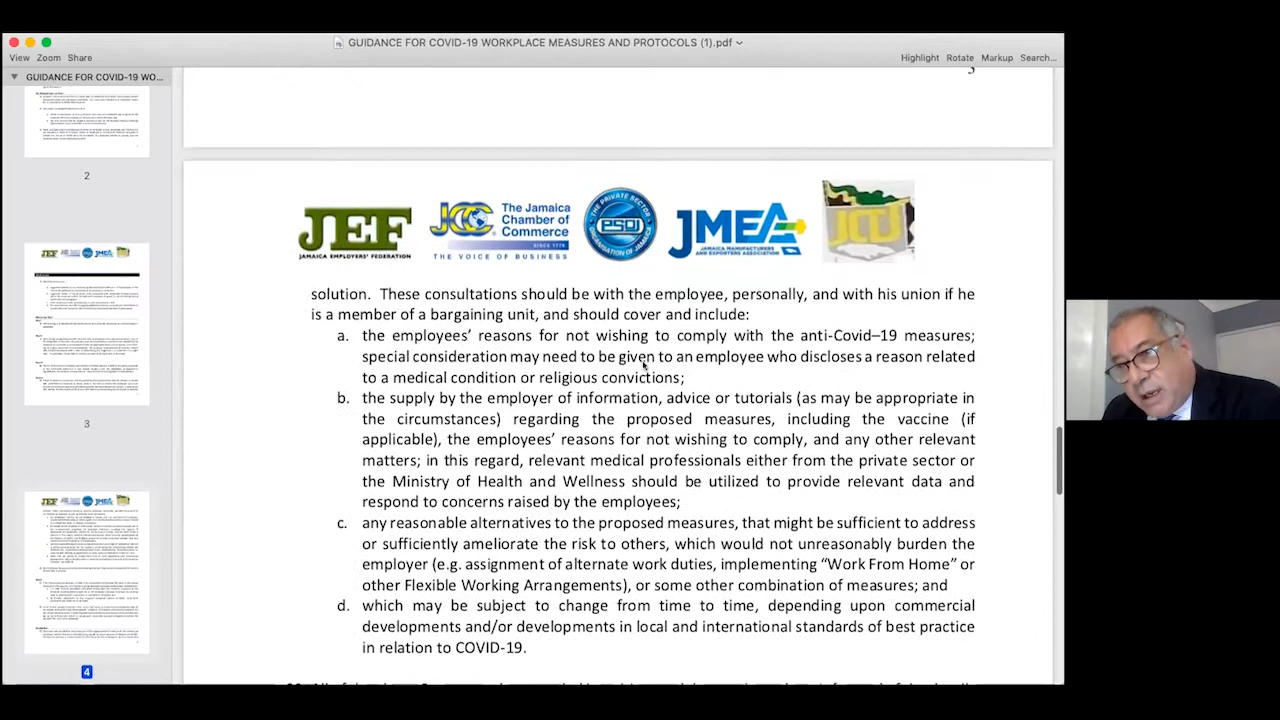 GUIDANCE FOR COVID-19 WORKPLACE MEASURES AND PROTOCOLS (1).pdf
View Zoom Share
Highlight Rotate Markup Search...
GUIDANCE FOR COVID-19 WO...
2
3
4
JEF
JAMAICA EMPLOYERS' FEDERATION
JCC
The Jamaica
Chamber of
Commerce
SINCE 1779
THE VOICE OF BUSINESS
THE PRIVATE SECTOR
PSOJ
ORGANISATION OF JAMAICA
JMEA
JAMAICA MANUFACTURERS
AND EXPORTERS ASSOCIATION
JCTU
solution. These consultations should be with the employee, personally, and with his union if he
is a member of a bargaining unit, and should cover and include:
a. the employees' reasons for not wishing to comply with the anti-Covid–19 measures;
special consideration may need to be given to an employee who discloses a reason related
to a medical condition or religious convictions;
b. the supply by the employer of information, advice or tutorials (as may be appropriate in
the circumstances) regarding the proposed measures, including the vaccine (if
applicable), the employees' reasons for not wishing to comply, and any other relevant
matters; in this regard, relevant medical professionals either from the private sector or
the Ministry of Health and Wellness should be utilized to provide relevant data and
respond to concerns raised by the employees;
c. any reasonable alternatives to the proposed measures, that would be sufficient to address
the
risk to others, which would not unreasonably burden the
employer (e.g. assignment of alternate work duties, implementing “Work From Home” or
other Flexible Working Arrangements), or some other combination of measures; and
d. which may be subject to change from time to time, contingent upon commercial
developments and/or assessments in local and international standards of best practice
in relation to COVID-19.